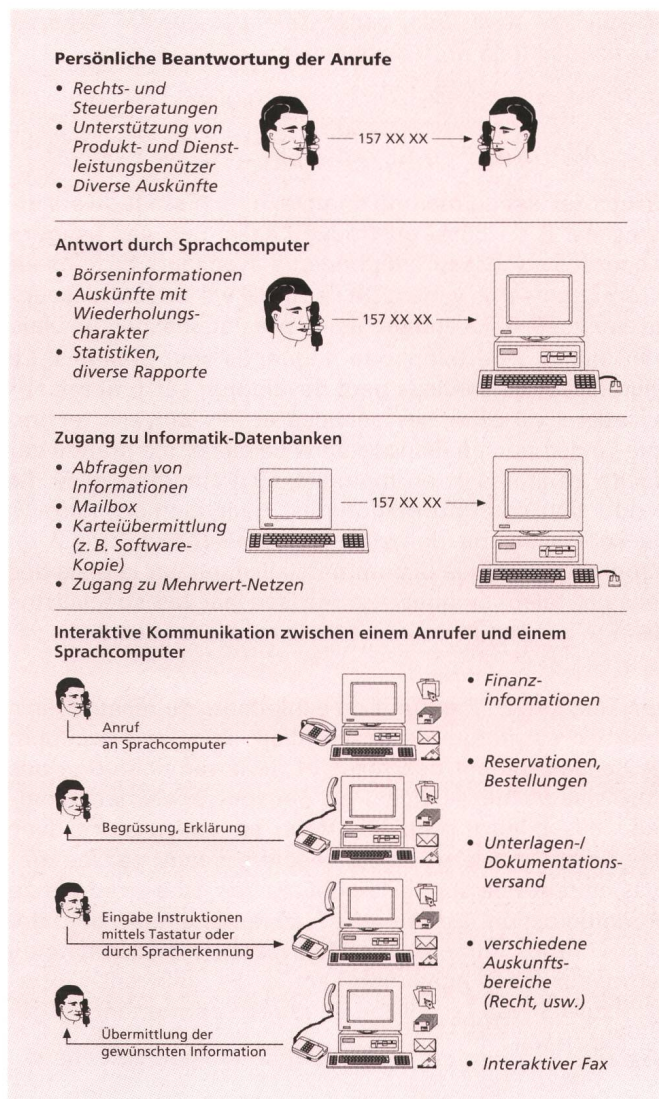 Persönliche Beantwortung der Anrufe
• Rechts- und
Steuerberatungen
• Unterstützung von
Produkt- und Dienst-
leistungsbenützer
• Diverse Auskünfte
157 XX XX
Antwort durch Sprachcomputer
• Börseninformationen
• Auskünfte mit
Wiederholungs-
charakter
• Statistiken,
diverse Rapporte
157 XX XX
Zugang zu Informatik-Datenbanken
• Abfragen von
Informationen
• Mailbox
• Karteiübermittlung
(z. B. Software-
Kopie)
• Zugang zu Mehrwert-Netzen
157 XX XX
Interaktive Kommunikation zwischen einem Anrufer und einem
Sprachcomputer
Anruf
an Sprachcomputer
Begrüssung, Erklärung
Eingabe Instruktionen
mittels Tastatur oder
durch Spracherkennung
Übermittlung der
gewünschten Information
• Finanz-
informationen
• Reservationen,
Bestellungen
• Unterlagen-/
Dokumentations-
versand
• verschiedene
Auskunfts-
bereiche
(Recht, usw.)
• Interaktiver Fax